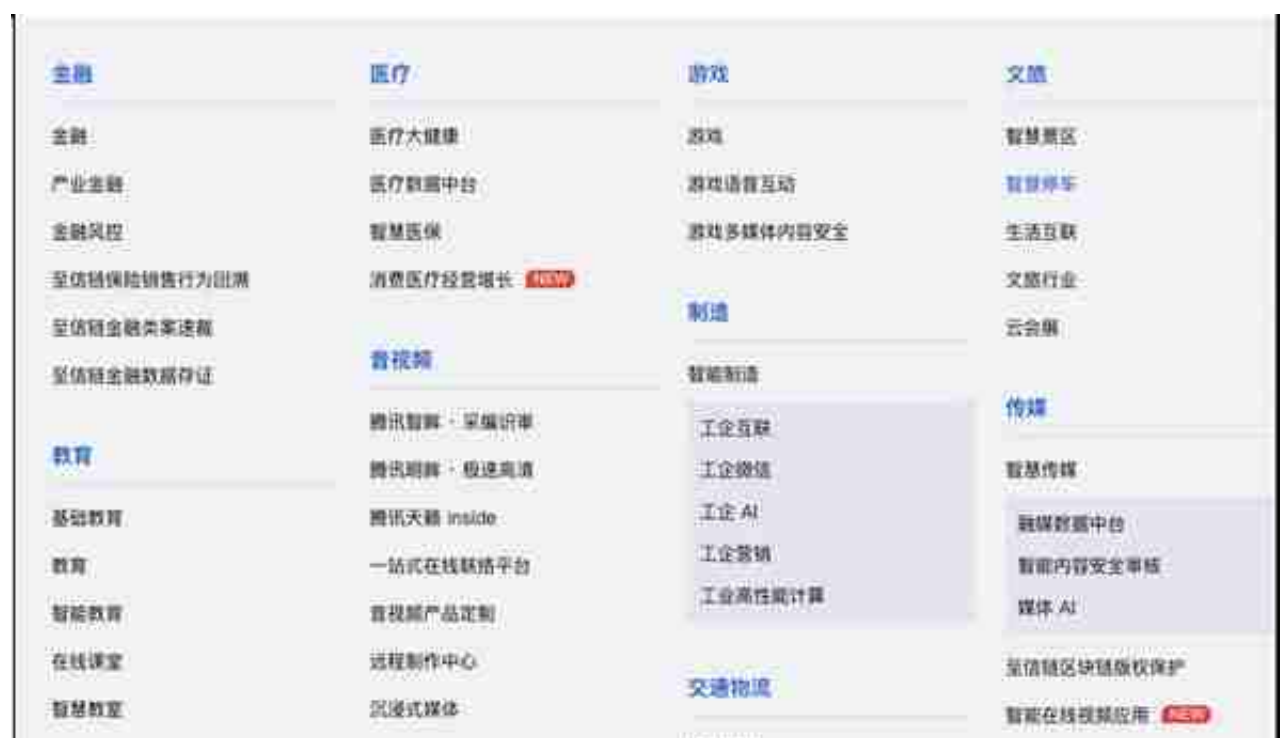 金融
金融
产业金融
金融风控
至信链保险销售行为回溯
至信链金融类案速裁
至信链金融数据存证
教育
基础教育
教育
智能教育
在线课堂
智慧教室
医疗
医疗大健康
医疗数据中台
智慧医保
消费医疗经营增长 NEW
音视频
腾讯智眸 · 采编识审
腾讯明眸 · 极速高清
腾讯天籁 inside
一站式在线联络平台
音视频产品定制
远程制作中心
沉浸式媒体
游戏
游戏
游戏语音互动
游戏多媒体内容安全
制造
智能制造
工企互联
工企微信
工企 AI
工企营销
工业高性能计算
交通物流
文旅
智慧景区
智慧停车
生活互联
文旅行业
云会展
传媒
智慧传媒
融媒数据中台
智能内容安全审核
媒体 AI
至信链区块链版权保护
智能在线视频应用 NEW